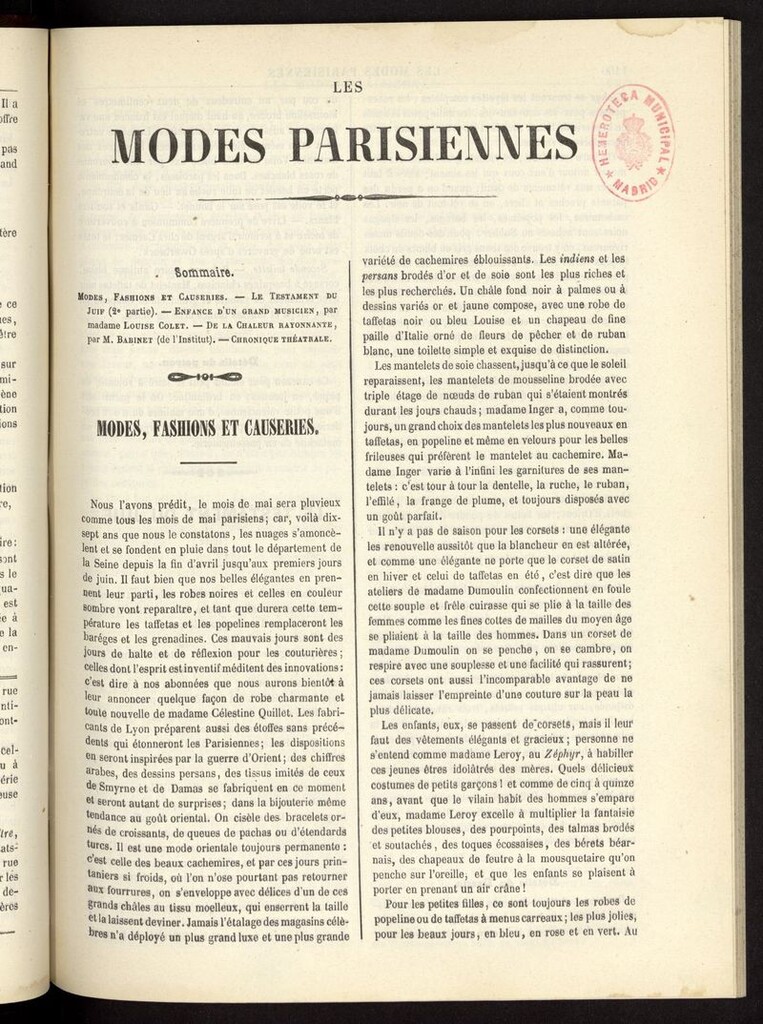 LES
MODES PARISIENNES
HEMEROTECA MUNICIPAL
MADRID
Sommaire.
MODES, FASHIONS ET CAUSERIES. — LE TESTAMENT DU
JUIF (2e partie). — ENFANCE D'UN GRAND MUSICIEN, par
madame LOUISE COLET. — DE LA CHALEUR RAYONNANTE,
par M. BABINET (de l'Institut). — CHRONIQUE THÉATRALE.
MODES, FASHIONS ET CAUSERIES.
Nous l'avons prédit, le mois de mai sera pluvieux
comme tous les mois de mai parisiens; car, voilà dix-
sept ans que nous le constatons, les nuages s'amoncè-
lent et se fondent en pluie dans tout le département de
la Seine depuis la fin d'avril jusqu'aux premiers jours
de juin. Il faut bien que nos belles élégantes en pren-
nent leur parti, les robes noires et celles en couleur
sombre vont reparaître, et tant que durera cette tem-
pérature les taffetas et les popelines remplaceront les
baréges et les grenadines. Ces mauvais jours sont des
jours de halte et de réflexion pour les couturières;
celles dont l'esprit est inventif méditent des innovations:
c'est dire à nos abonnées que nous aurons bientôt à
leur annoncer quelque façon de robe charmante et
toute nouvelle de madame Célestine Quillet. Les fabri-
cants de Lyon préparent aussi des étoffes sans précé-
dents qui étonneront les Parisiennes; les dispositions
en seront inspirées par la guerre d'Orient; des chiffres
arabes, des dessins persans, des tissus imités de ceux
de Smyrne et de Damas se fabriquent en ce moment
et seront autant de surprises; dans la bijouterie même
tendance au goût oriental. On cisèle des bracelets or-
nés de croissants, de queues de pachas ou d'étendards
turcs. Il est une mode orientale toujours permanente :
c'est celle des beaux cachemires, et par ces jours prin-
taniers si froids, où l'on n'ose pourtant pas retourner
aux fourrures, on s'enveloppe avec délices d'un de ces
grands châles au tissu moelleux, qui enserrent la taille
et la laissent deviner. Jamais l'étalage des magasins célè-
bres n'a déployé un plus grand luxe et une plus grande
variété de cachemires éblouissants. Les indiens et les
persans brodés d'or et de soie sont les plus riches et
les plus recherchés. Un châle fond noir à palmes ou à
dessins variés or et jaune compose, avec une robe de
taffetas noir ou bleu Louise et un chapeau de fine
paille d'Italie orné de fleurs de pêcher et de ruban
blanc, une toilette simple et exquise de distinction.
Les mantelets de soie chassent, jusqu'à ce que le soleil
reparaissent, les mantelets de mousseline brodée avec
triple étage de nœuds de ruban qui s'étaient montrés
durant les jours chauds; madame Inger a, comme tou-
jours, un grand choix des mantelets les plus nouveaux en
taffetas, en popeline et même en velours pour les belles
frileuses qui préfèrent le mantelet au cachemire. Ma-
dame Inger varie à l'infini les garnitures de ses man-
telets : c'est tour à tour la dentelle, la ruche, le ruban,
l'effilé, la frange de plume, et toujours disposés avec
un goût parfait.
Il n'y a pas de saison pour les corsets : une élégante
les renouvelle aussitôt que la blancheur en est altérée,
et comme une élégante ne porte que le corset de satin
en hiver et celui de taffetas en été, c'est dire que les
ateliers de madame Dumoulin confectionnent en foule
cette souple et frêle cuirasse qui se plie à la taille des
femmes comme les fines cottes de mailles du moyen âge
se pliaient à la taille des hommes. Dans un corset de
madame Dumoulin on se penche, on se cambre, on
respire avec une souplesse et une facilité qui rassurent;
ces corsets ont aussi l'incomparable avantage de ne
jamais laisser l'empreinte d'une couture sur la peau la
plus délicate.
Les enfants, eux, se passent de corsets, mais il leur
faut des vêtements élégants et gracieux; personne ne
s'entend comme madame Leroy, au Zéphyr, à habiller
ces jeunes êtres idolâtrés des mères. Quels délicieux
costumes de petits garçons! et comme de cinq à quinze
ans, avant que le vilain habit des hommes s'empare
d'eux, madame Leroy excelle à multiplier la fantaisie
des petites blouses, des pourpoints, des talmas brodés
et soutachés, des toques écossaises, des bérets béar-
nais, des chapeaux de feutre à la mousquetaire qu'on
penche sur l'oreille, et que les enfants se plaisent à
porter en prenant un air crâne!
Pour les petites filles, ce sont toujours les robes de
popeline ou de taffetas à menus carreaux; les plus jolies,
pour les beaux jours, en bleu, en rose et en vert. Au